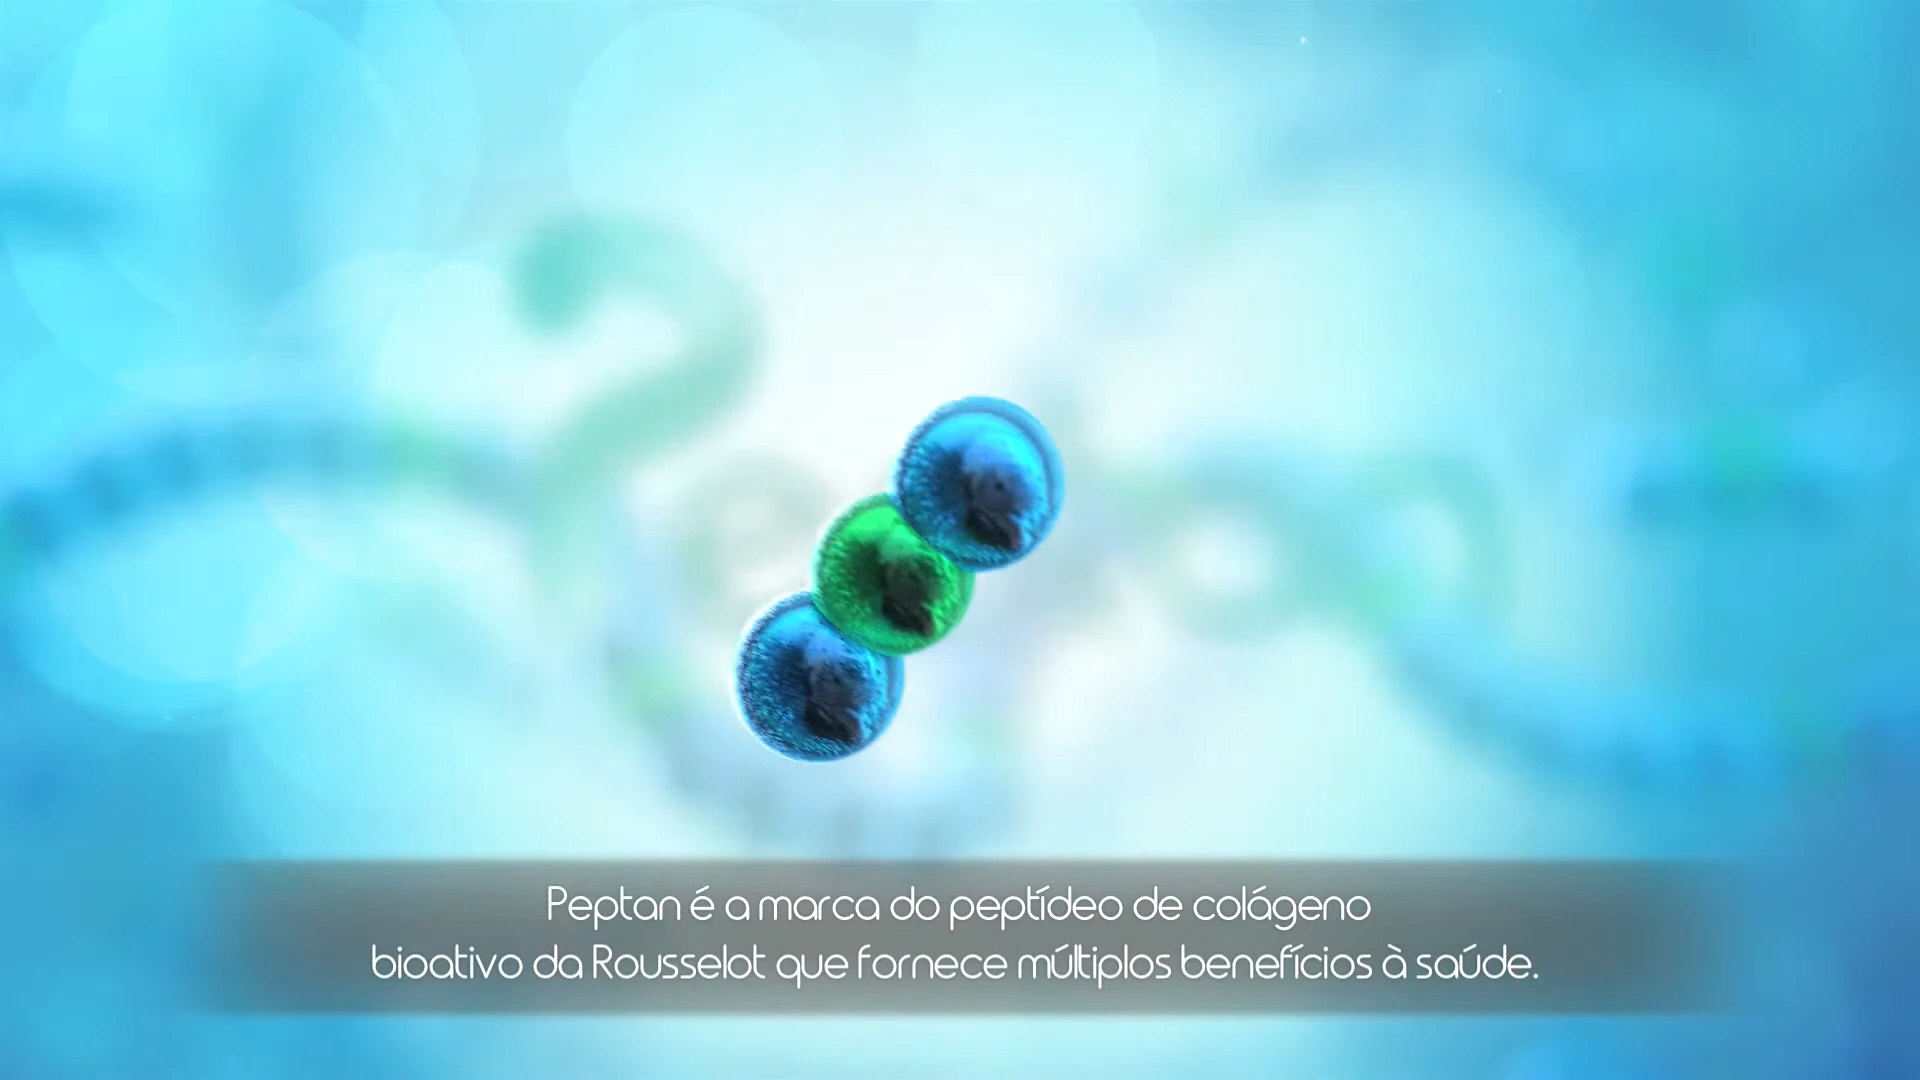 Peptan é a marca do peptídeo de colágeno
bioativo da Rousselot que fornece múltiplos benefícios à saúde.